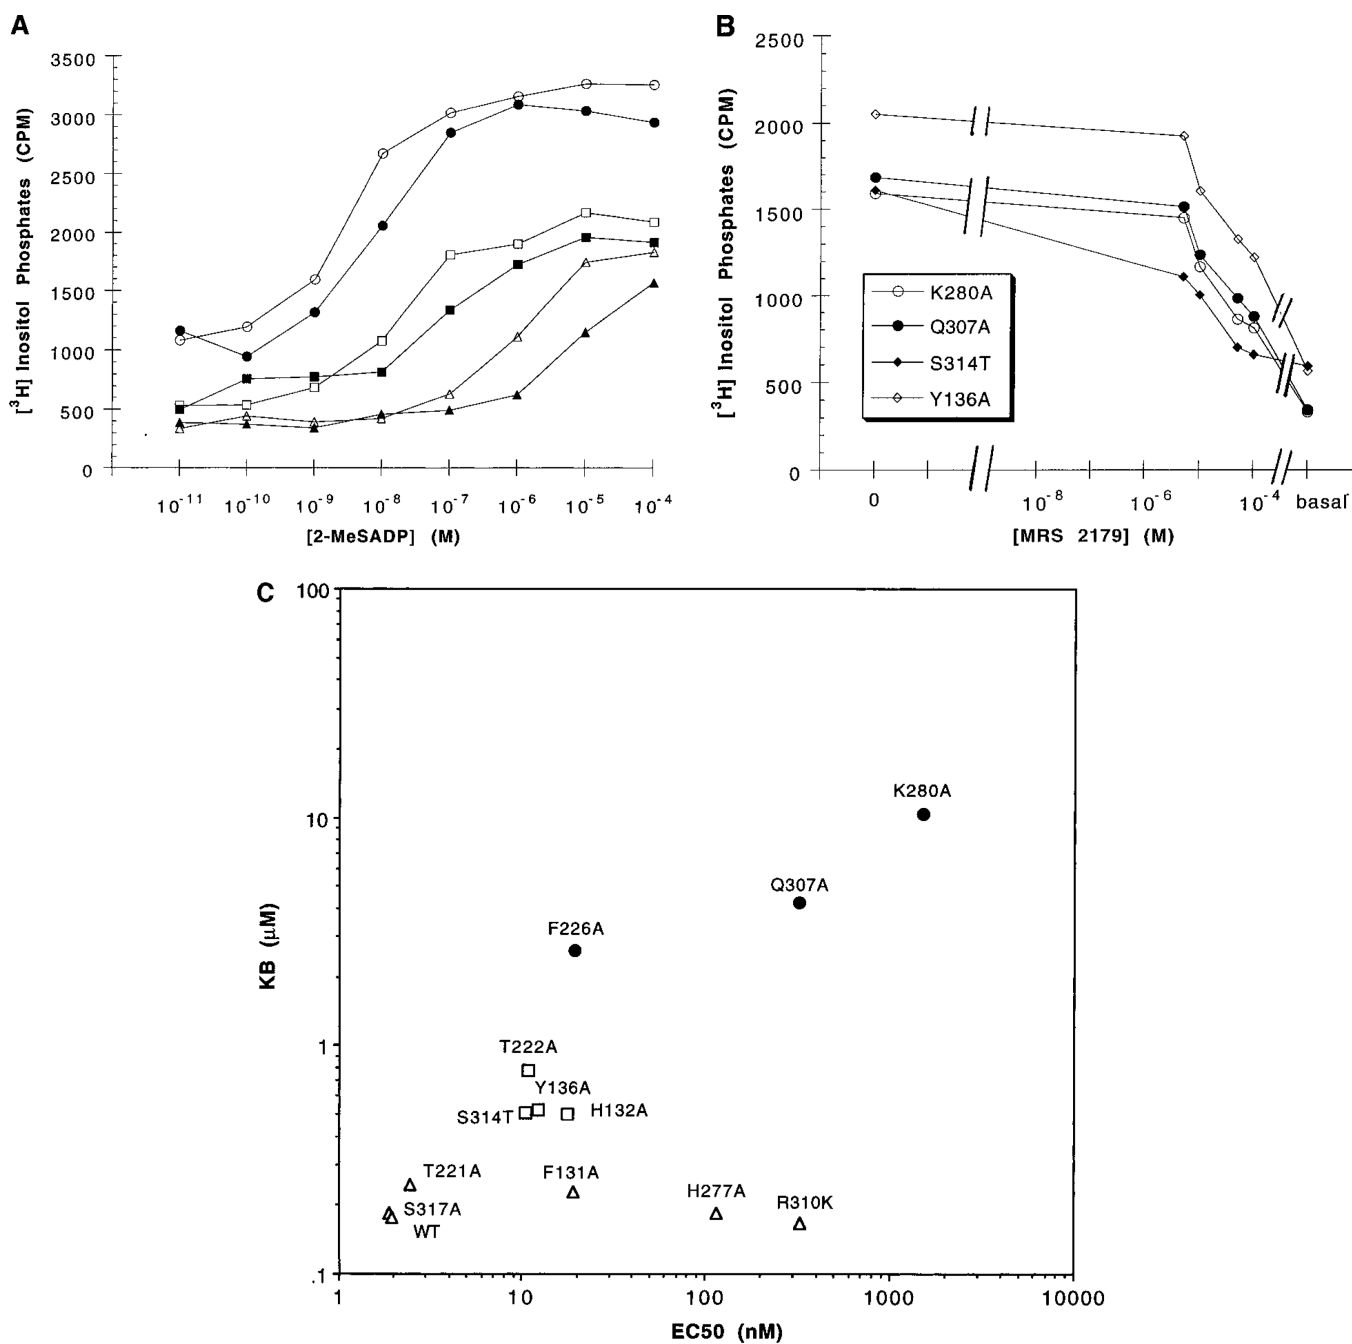 A
B
3500
3000
2500
2000
1500
1000
500
0
[³H] Inositol Phosphates (CPM)
10⁻¹¹ 10⁻¹⁰ 10⁻⁹ 10⁻⁸ 10⁻⁷ 10⁻⁶ 10⁻⁵ 10⁻⁴
[2-MeSADP] (M)
2500
2000
1500
1000
500
0
[³H] Inositol Phosphates (CPM)
K280A
Q307A
S314T
Y136A
0 10⁻⁸ 10⁻⁶ 10⁻⁴ basal
[MRS 2179] (M)
C
100
10
1
.1
KB (μM)
K280A
Q307A
F226A
T222A
Y136A
S314T
H132A
T221A
F131A
H277A
R310K
S317A
WT
1 10 100 1000 10000
EC50 (nM)